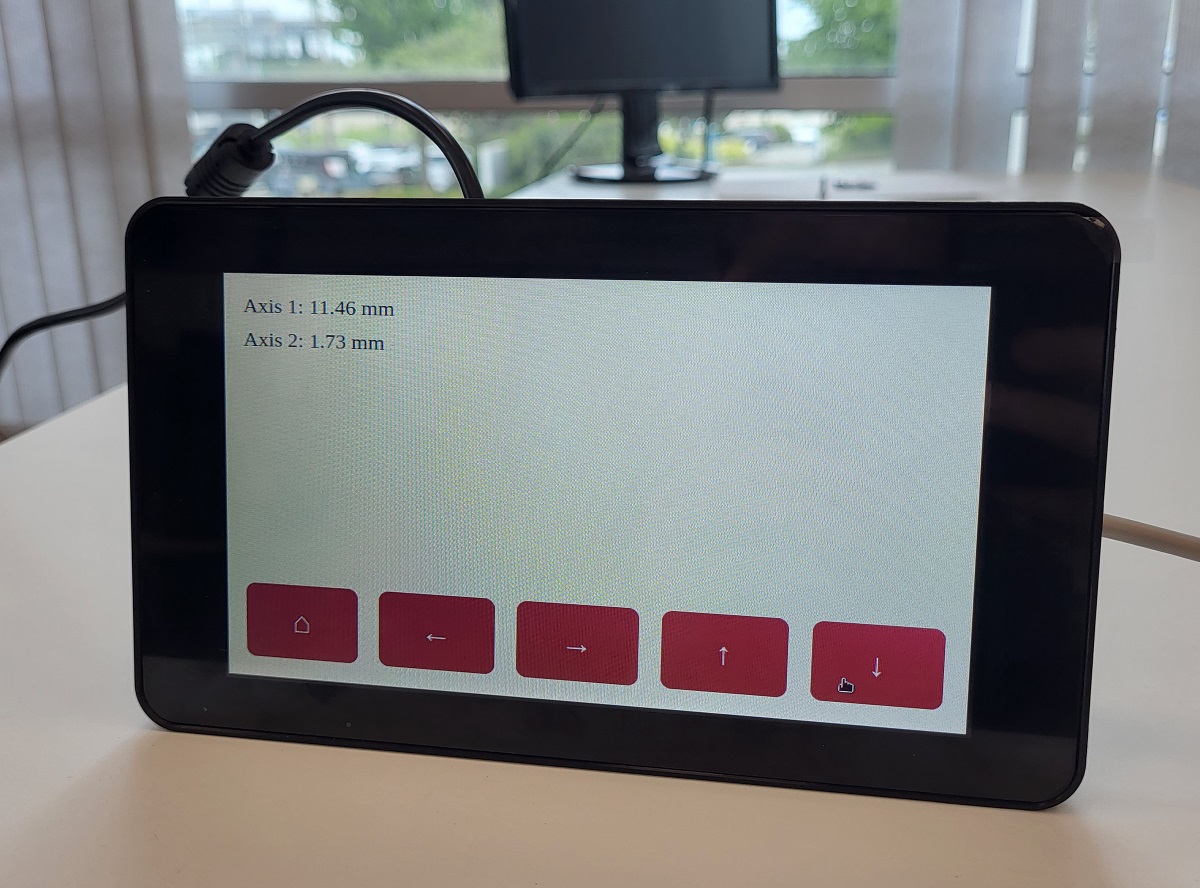 Axis 1: 11.46 mm
Axis 2: 1.73 mm
⌂ ← → ↑ ↓